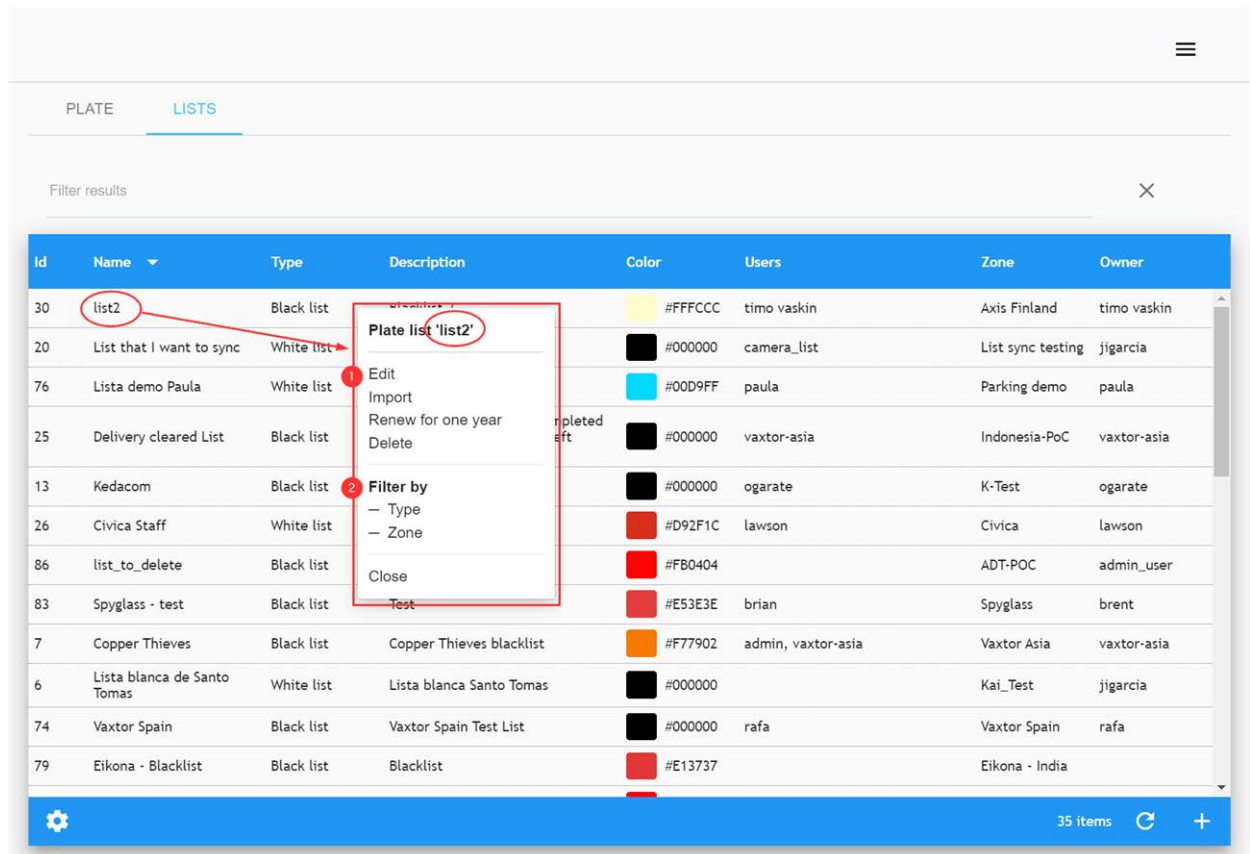 PLATE LISTS
Filter results
Id Name Type Description Color Users Zone Owner
30 list2 Black list #FFFCCC timo vaskin Axis Finland timo vaskin
Plate list 'list2'
20 List that I want to sync White list #000000 camera_list List sync testing jigarcia
1 Edit
76 Lista demo Paula White list #00D9FF paula Parking demo paula
Import
Renew for one year
25 Delivery cleared List Black list #000000 vaxtor-asia Indonesia-PoC vaxtor-asia
Delete
13 Kedacom Black list 2 Filter by #000000 ogarate K-Test ogarate
– Type
26 Civica Staff White list #D92F1C lawson Civica lawson
– Zone
86 list_to_delete Black list #FB0404 ADT-POC admin_user
Close
83 Spyglass - test Black list Test #E53E3E brian Spyglass brent
7 Copper Thieves Black list Copper Thieves blacklist #F77902 admin, vaxtor-asia Vaxtor Asia vaxtor-asia
6 Lista blanca de Santo
Tomas White list Lista blanca Santo Tomas #000000 Kai_Test jigarcia
74 Vaxtor Spain Black list Vaxtor Spain Test List #000000 rafa Vaxtor Spain rafa
79 Eikona - Blacklist Black list Blacklist #E13737 Eikona - India
35 items